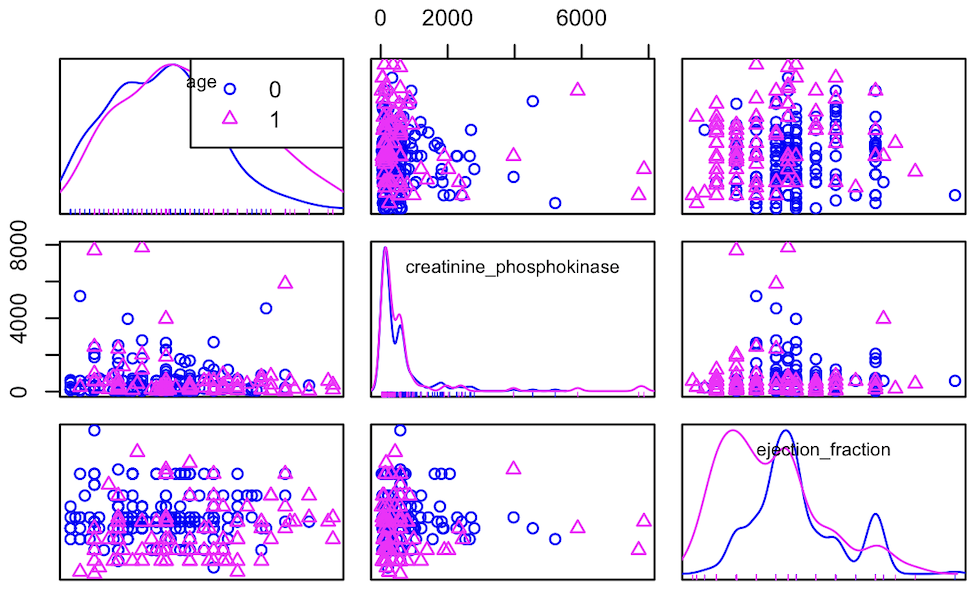 0 2000 6000
age
0
1
8000
4000
0
creatinine_phosphokinase
ejection_fraction